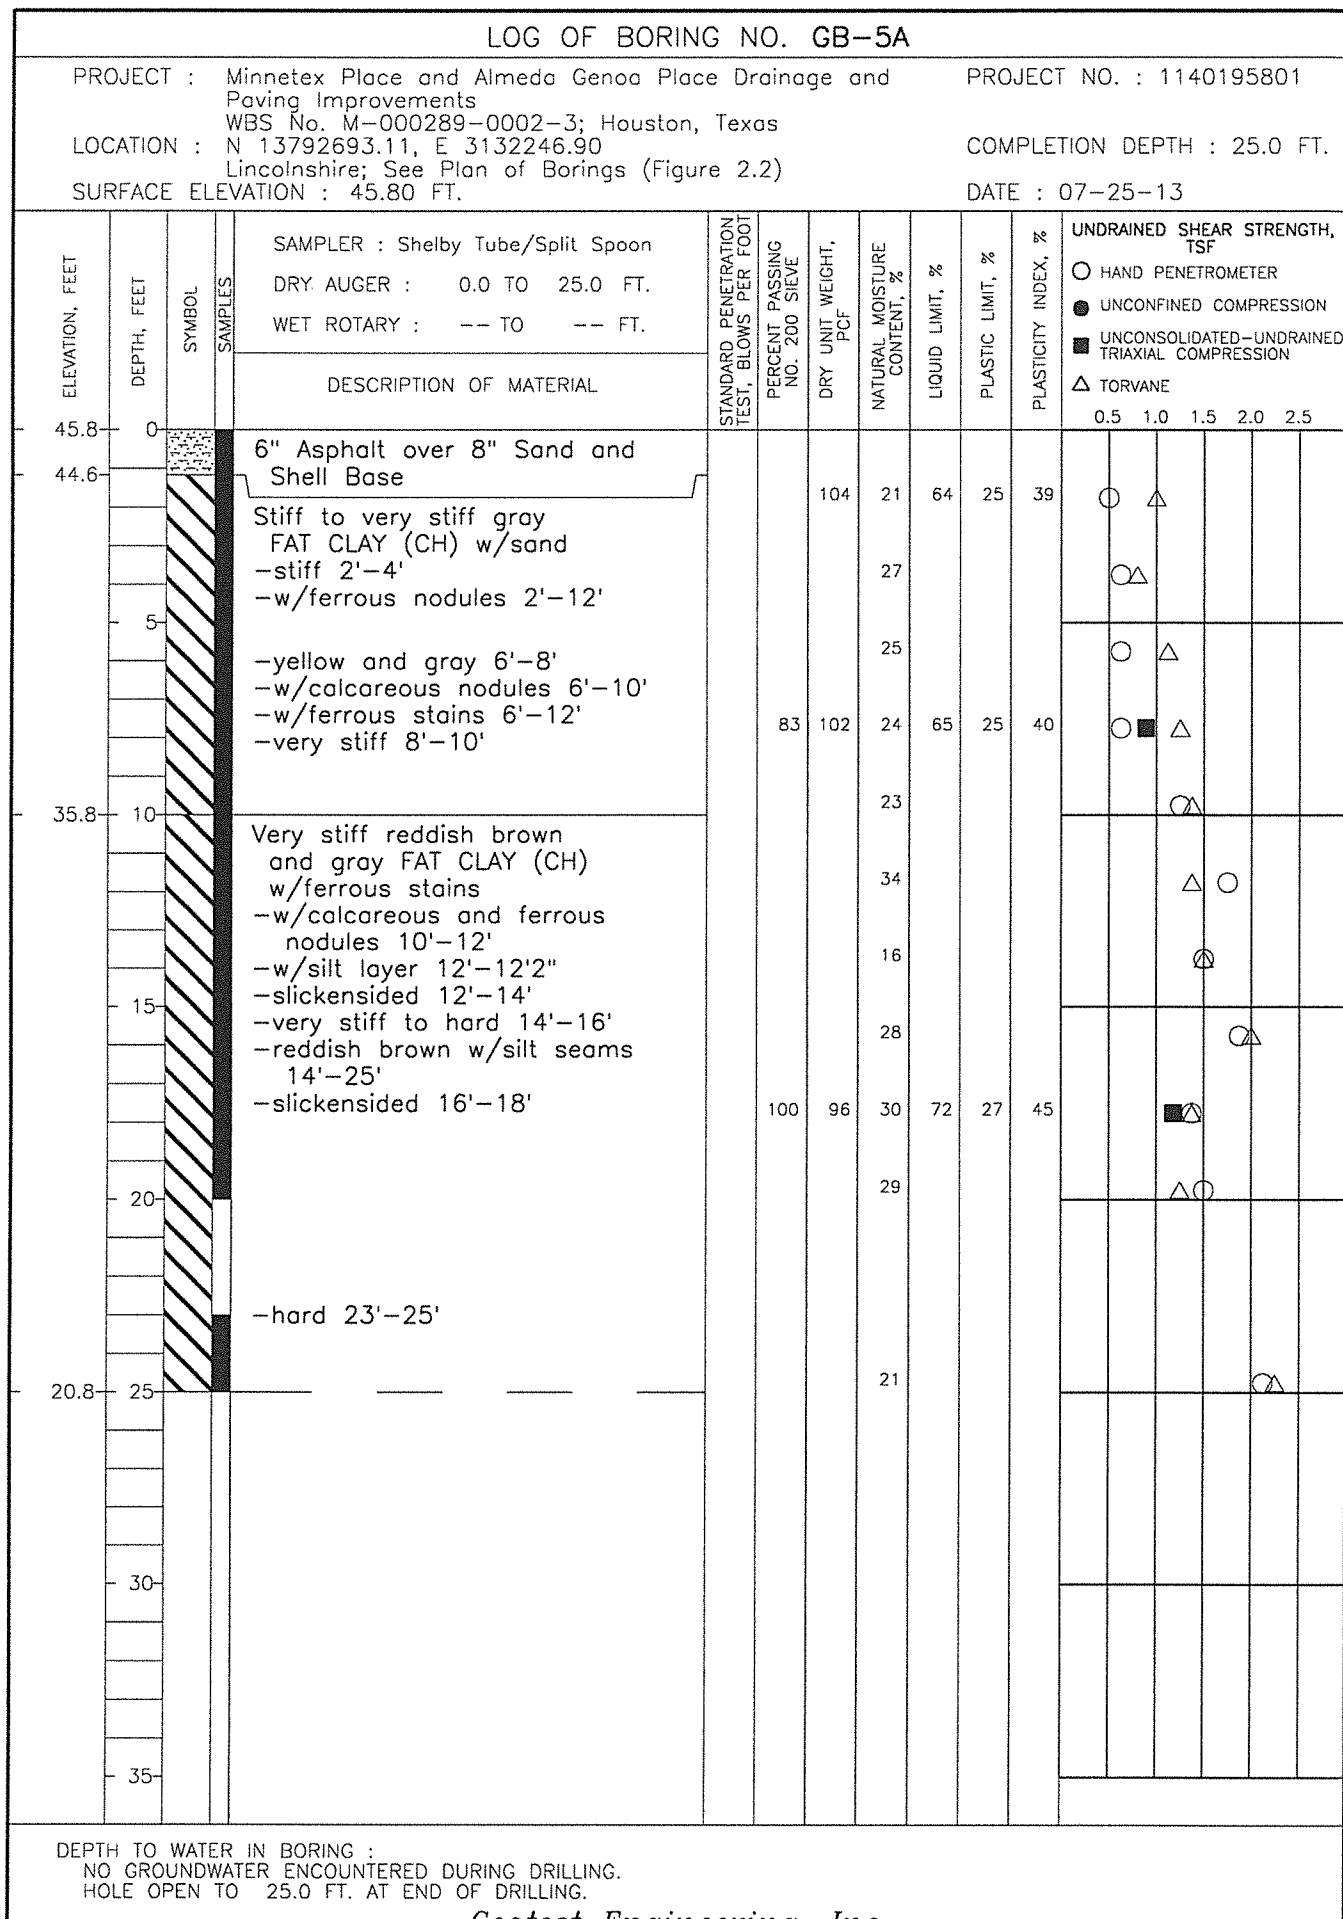 LOG OF BORING NO. GB-5A
PROJECT : Minnetex Place and Almeda Genoa Place Drainage and Paving Improvements
WBS No. M-000289-0002-3; Houston, Texas
PROJECT NO. : 1140195801
LOCATION : N 13792693.11, E 3132246.90
Lincolnshire; See Plan of Borings (Figure 2.2)
COMPLETION DEPTH : 25.0 FT.
SURFACE ELEVATION : 45.80 FT.
DATE : 07-25-13
ELEVATION, FEET
DEPTH, FEET
SYMBOL
SAMPLES
SAMPLER : Shelby Tube/Split Spoon
DRY AUGER : 0.0 TO 25.0 FT.
WET ROTARY : -- TO -- FT.
DESCRIPTION OF MATERIAL
STANDARD PENETRATION TEST, BLOWS PER FOOT
PERCENT PASSING NO. 200 SIEVE
DRY UNIT WEIGHT, PCF
NATURAL MOISTURE CONTENT, %
LIQUID LIMIT, %
PLASTIC LIMIT, %
PLASTICITY INDEX, %
UNDRAINED SHEAR STRENGTH, TSF
HAND PENETROMETER
UNCONFINED COMPRESSION
UNCONSOLIDATED-UNDRAINED TRIAXIAL COMPRESSION
TORVANE
0.5 1.0 1.5 2.0 2.5
45.8 0
6" Asphalt over 8" Sand and
44.6
Shell Base
104 21 64 25 39
Stiff to very stiff gray
FAT CLAY (CH) w/sand
-stiff 2'-4'
27
-w/ferrous nodules 2'-12'
5
25
-yellow and gray 6'-8'
-w/calcareous nodules 6'-10'
-w/ferrous stains 6'-12'
83 102 24 65 25 40
-very stiff 8'-10'
23
35.8 10
Very stiff reddish brown
and gray FAT CLAY (CH)
w/ferrous stains
34
-w/calcareous and ferrous
nodules 10'-12'
16
-w/silt layer 12'-12'2"
-slickensided 12'-14'
15
-very stiff to hard 14'-16'
28
-reddish brown w/silt seams
14'-25'
-slickensided 16'-18'
100 96 30 72 27 45
29
20
-hard 23'-25'
21
20.8 25
30
35
DEPTH TO WATER IN BORING :
NO GROUNDWATER ENCOUNTERED DURING DRILLING.
HOLE OPEN TO 25.0 FT. AT END OF DRILLING.